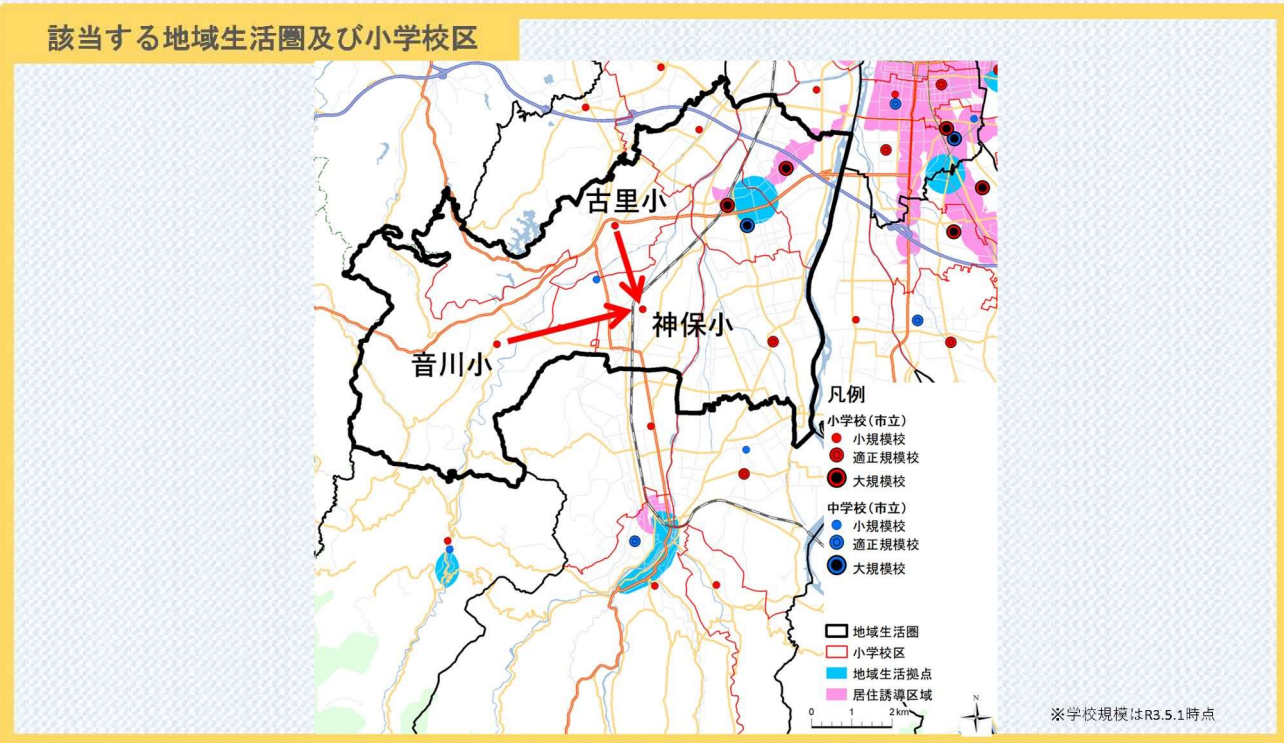 該当する地域生活圏及び小学校区
古里小
神保小
音川小
凡例
小学校(市立)
小規模校
適正規模校
大規模校
中学校(市立)
小規模校
適正規模校
大規模校
地域生活圏
小学校区
地域生活拠点
居住誘導区域
0 1 2km
N
※学校規模はR3.5.1時点